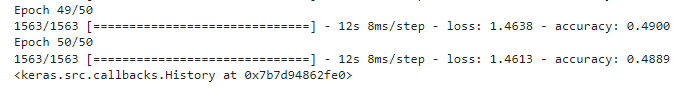 Epoch 49/50
1563/1563 [==============================] - 12s 8ms/step - loss: 1.4638 - accuracy: 0.4900
Epoch 50/50
1563/1563 [==============================] - 12s 8ms/step - loss: 1.4613 - accuracy: 0.4889
<keras.src.callbacks.History at 0x7b7d94862fe0>